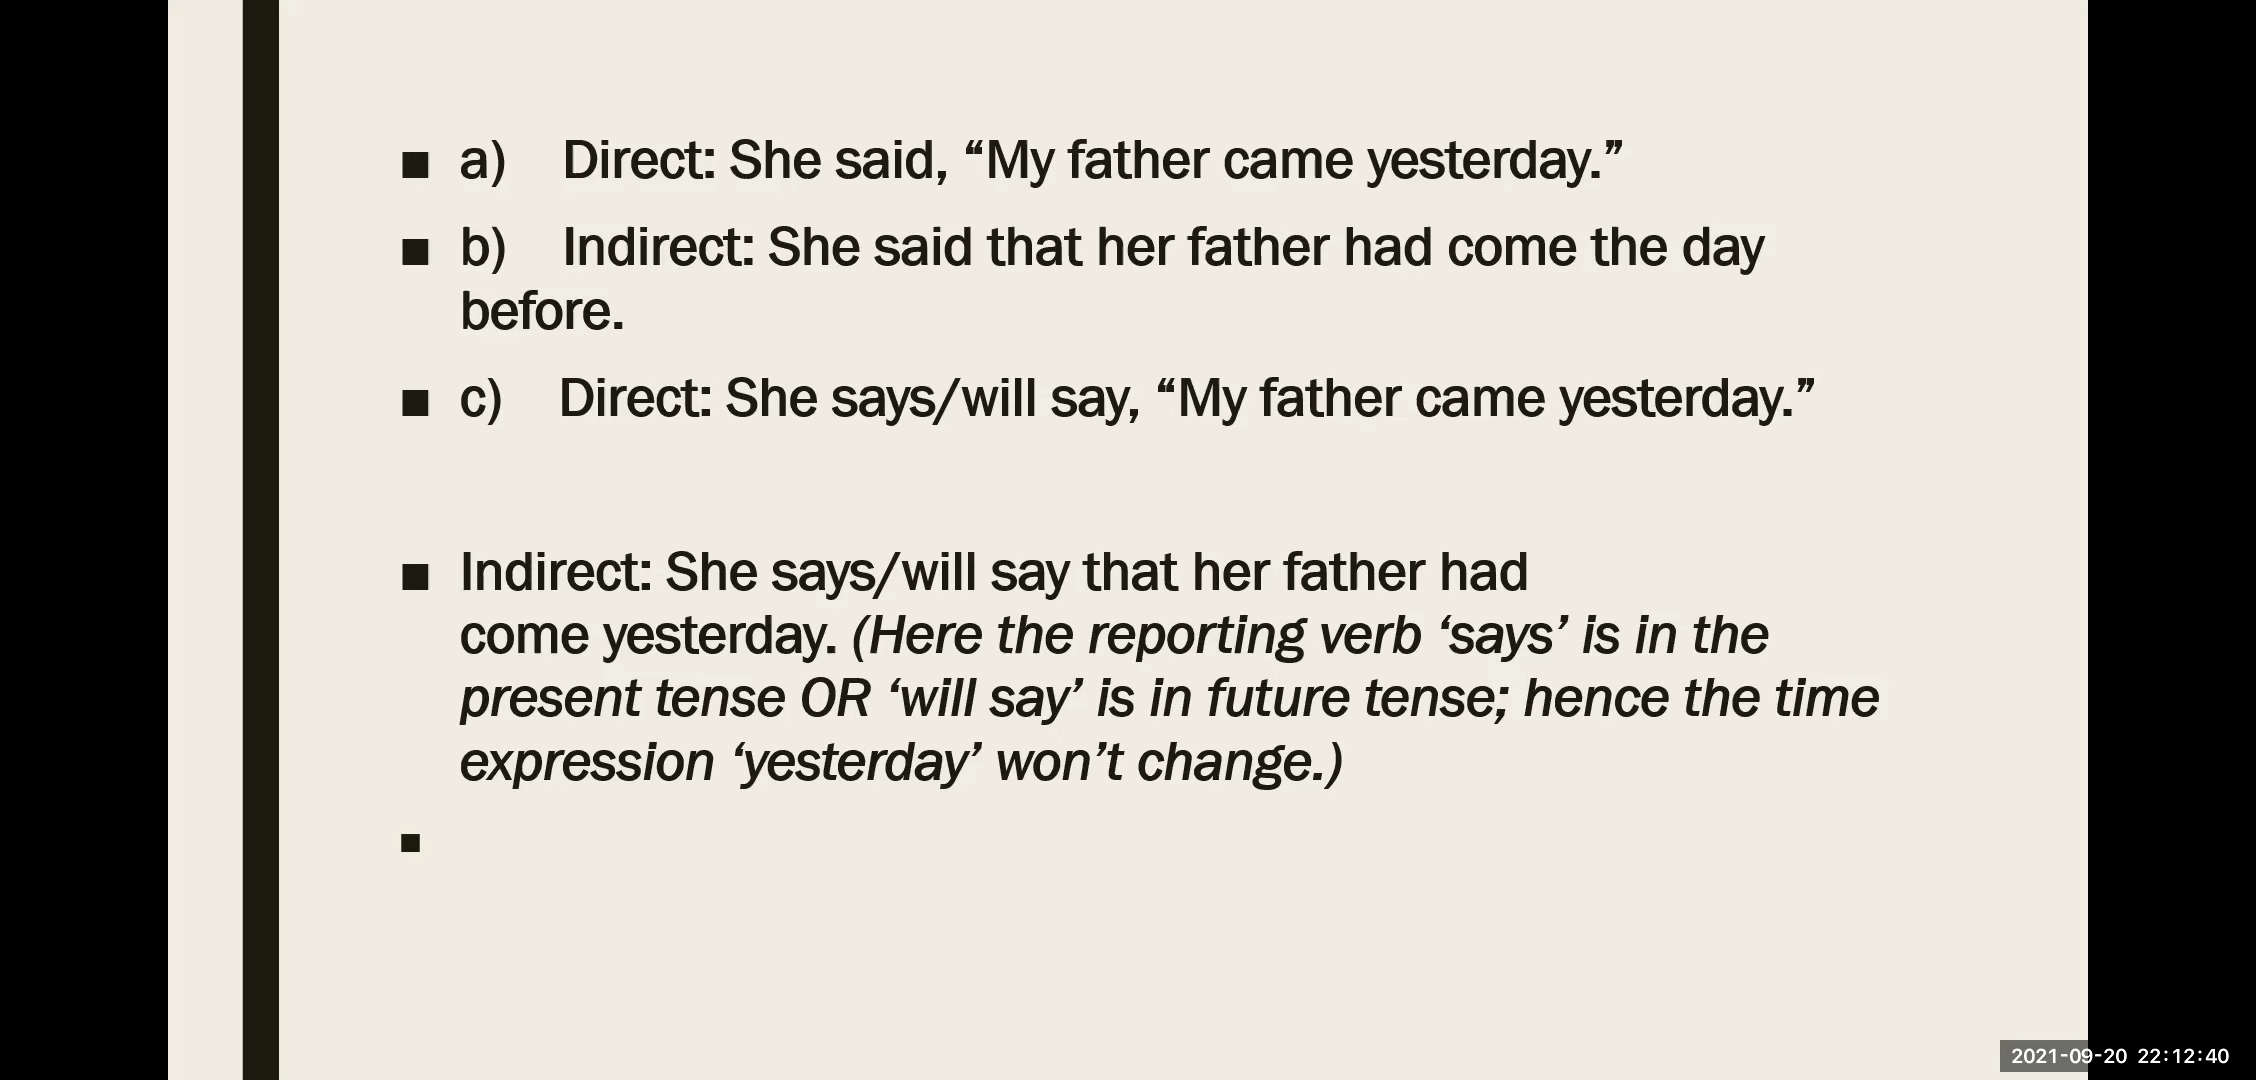 ■ a) Direct: She said, “My father came yesterday.”
■ b) Indirect: She said that her father had come the day
before.
■ c) Direct: She says/will say, “My father came yesterday.”
■ Indirect: She says/will say that her father had
come yesterday. (Here the reporting verb ‘says’ is in the
present tense OR ‘will say’ is in future tense; hence the time
expression ‘yesterday’ won’t change.)
■
2021-09-20 22:12:40